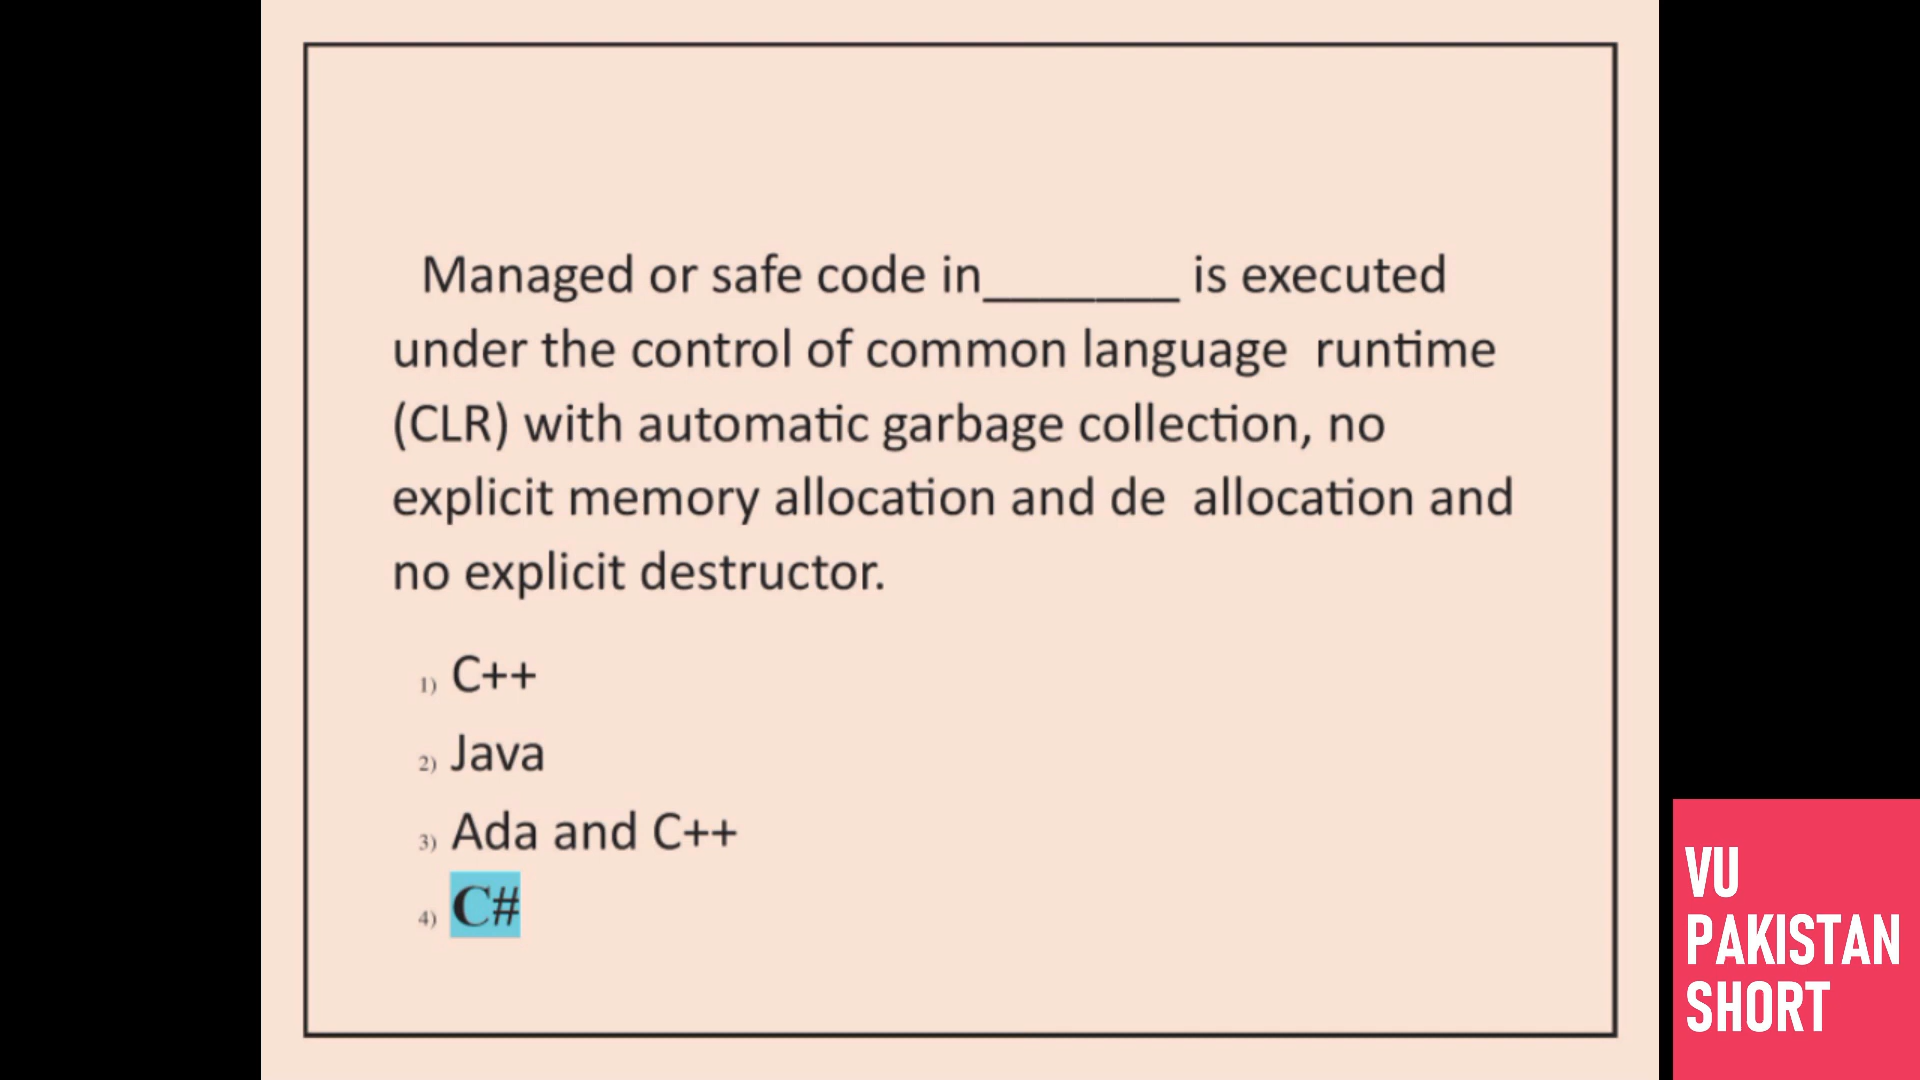 Managed or safe code in_______ is executed
under the control of common language runtime
(CLR) with automatic garbage collection, no
explicit memory allocation and de allocation and
no explicit destructor.
1) C++
2) Java
3) Ada and C++
4) C#
VU
PAKISTAN
SHORT